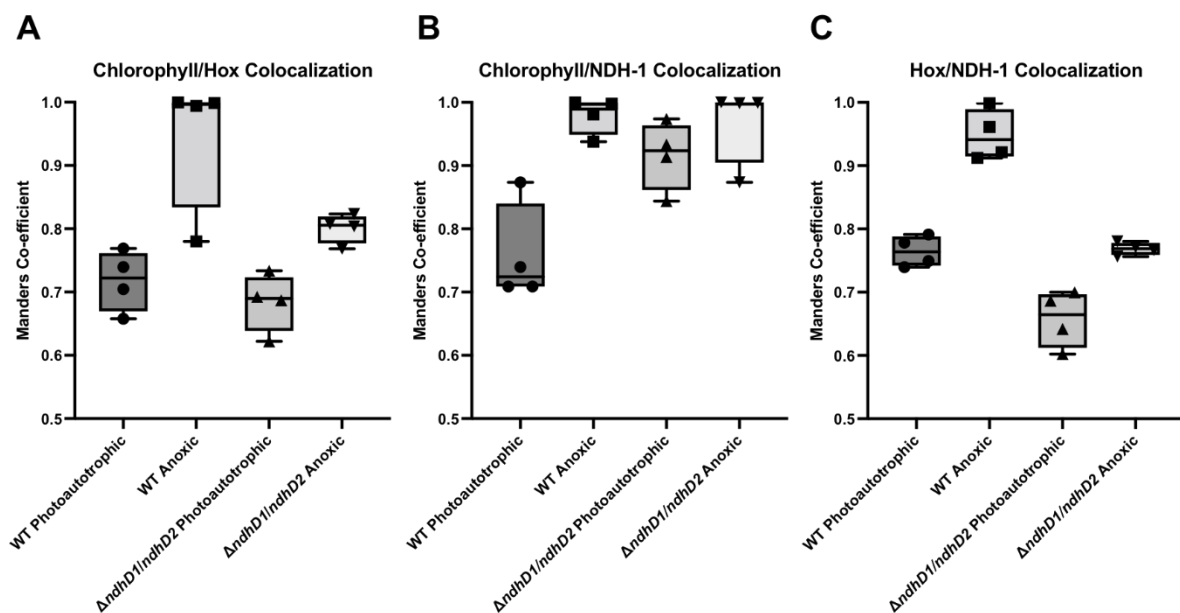 A
Chlorophyll/Hox Colocalization
Manders Co-efficient
1.0
0.9
0.8
0.7
0.6
0.5
WT Photoautotrophic
WT Anoxic
ΔndhD1/ndhD2 Photoautotrophic
ΔndhD1/ndhD2 Anoxic
B
Chlorophyll/NDH-1 Colocalization
Manders Co-efficient
1.0
0.9
0.8
0.7
0.6
0.5
WT Photoautotrophic
WT Anoxic
ΔndhD1/ndhD2 Photoautotrophic
ΔndhD1/ndhD2 Anoxic
C
Hox/NDH-1 Colocalization
Manders Co-efficient
1.0
0.9
0.8
0.7
0.6
0.5
WT Photoautotrophic
WT Anoxic
ΔndhD1/ndhD2 Photoautotrophic
ΔndhD1/ndhD2 Anoxic